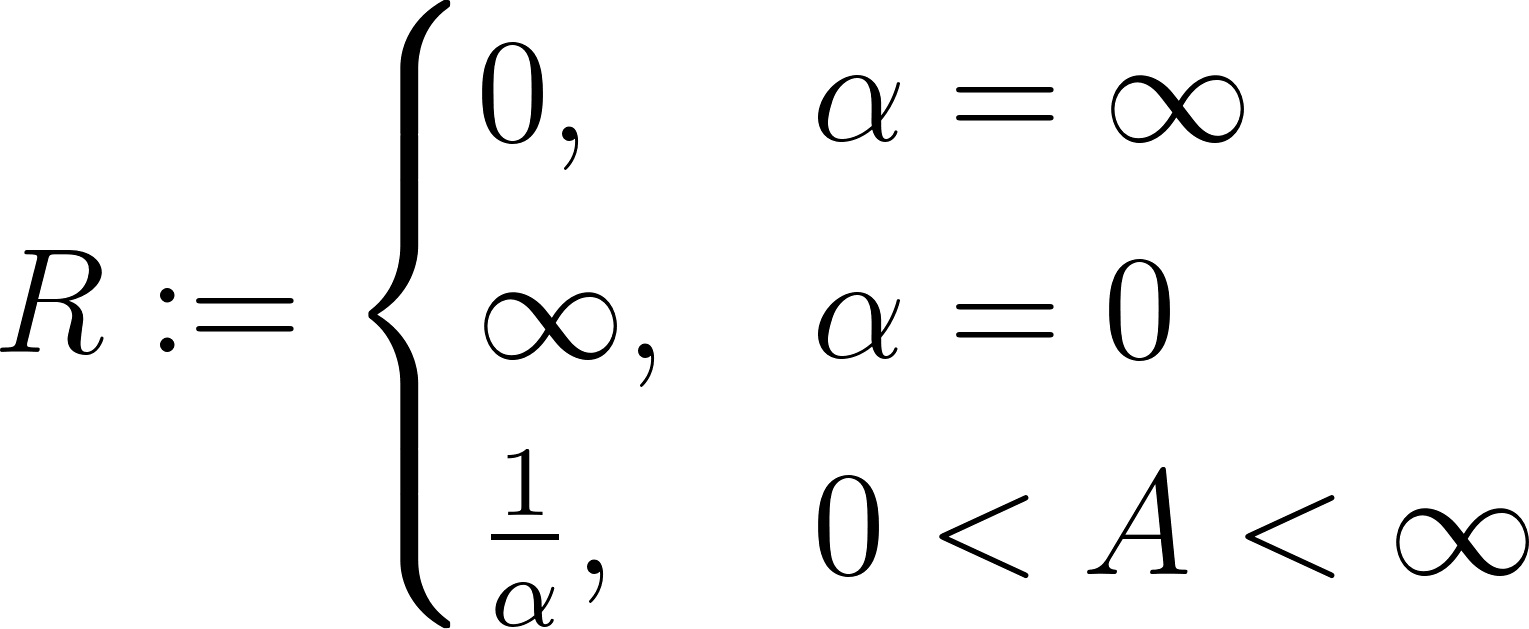 R := { 0, α = ∞
∞, α = 0
1/α, 0 < A < ∞